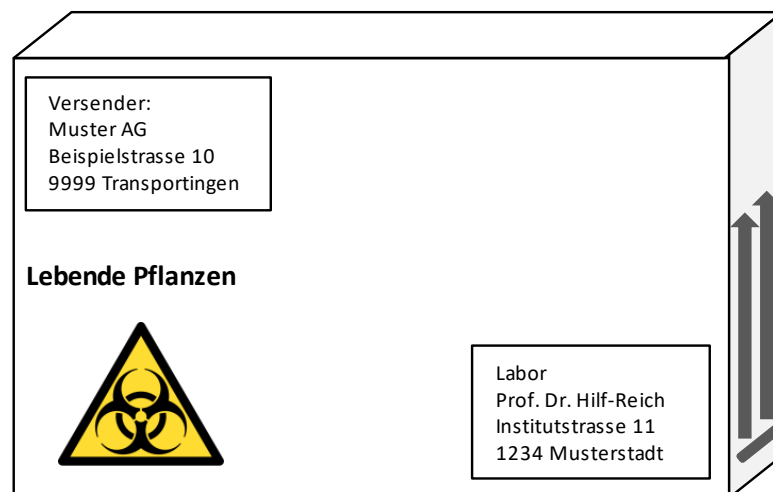 Versender:
Muster AG
Beispielstrasse 10
9999 Transportingen
Lebende Pflanzen
Labor
Prof. Dr. Hilf-Reich
Institutstrasse 11
1234 Musterstadt